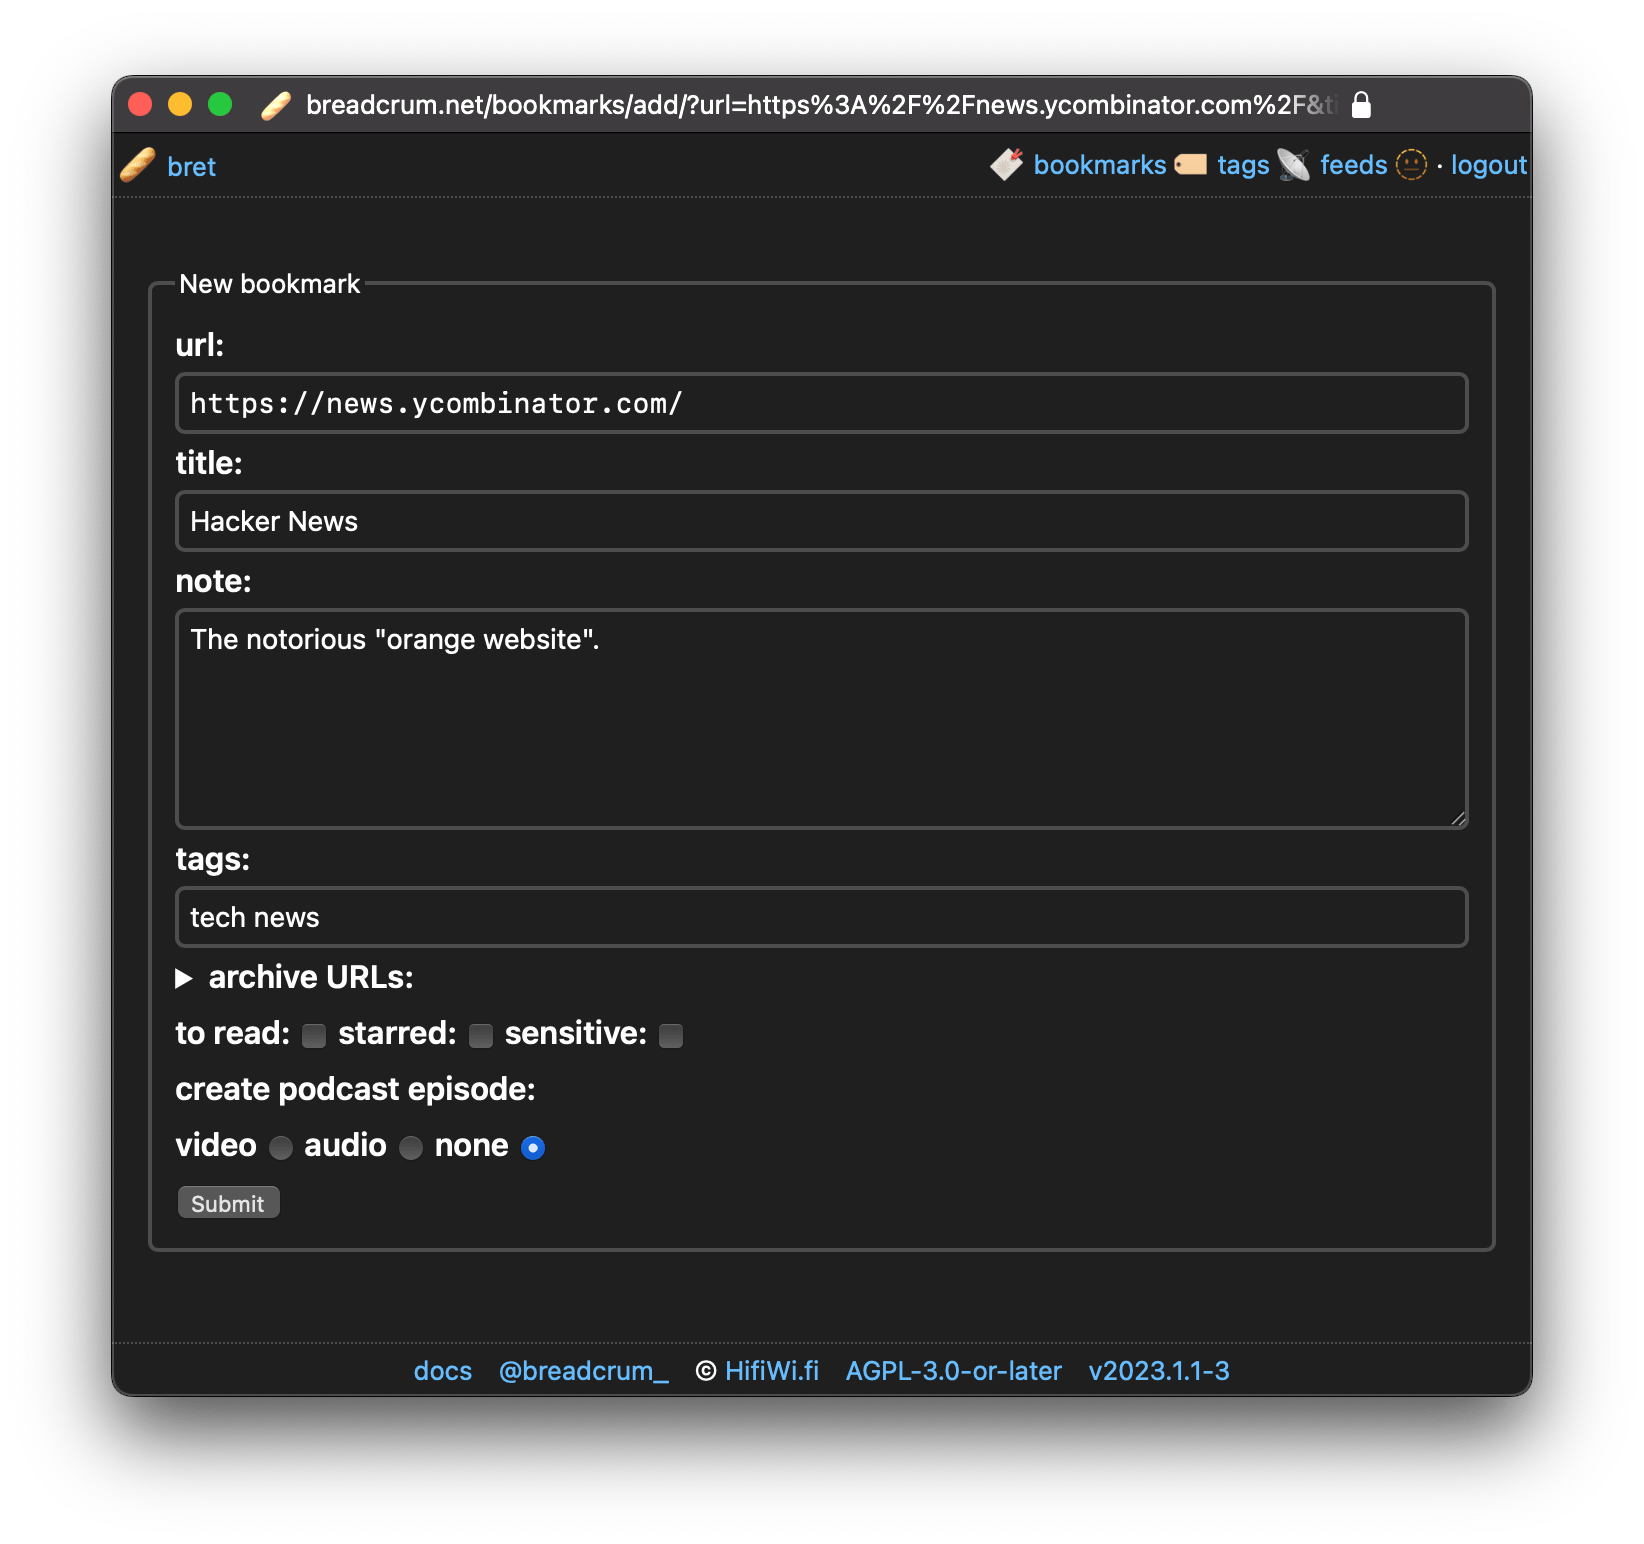 breadcrum.net/bookmarks/add/?url=https%3A%2F%2Fnews.ycombinator.com%2F&ti
bret bookmarks tags feeds · logout
New bookmark
url:
https://news.ycombinator.com/
title:
Hacker News
note:
The notorious "orange website".
tags:
tech news
archive URLs:
to read: starred: sensitive:
create podcast episode:
video audio none
Submit
docs @breadcrum_ © HifiWi.fi AGPL-3.0-or-later v2023.1.1-3